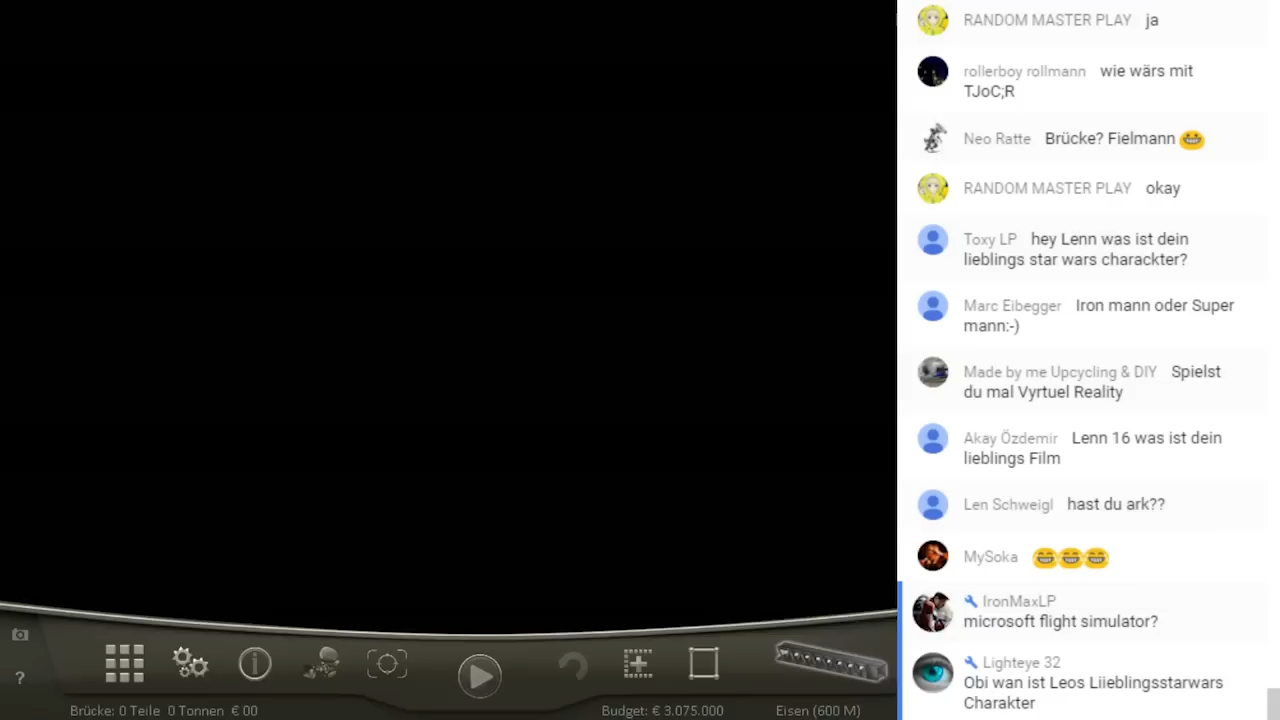 RANDOM MASTER PLAY ja
rollerboy rollmann wie wärs mit
TJoC;R
Neo Ratte Brücke? Fielmann 😁
RANDOM MASTER PLAY okay
Toxy LP hey Lenn was ist dein
lieblings star wars charackter?
Marc Eibegger Iron mann oder Super
mann:-)
Made by me Upcycling & DIY Spielst
du mal Vyrtuel Reality
Akay Özdemir Lenn 16 was ist dein
lieblings Film
Len Schweigl hast du ark??
MySoka 😂😂😂
IronMaxLP
microsoft flight simulator?
Lighteye 32
Obi wan ist Leos Liieblingsstarwars
Charakter
?
Brücke: 0 Teile 0 Tonnen € 00
Budget: € 3.075.000
Eisen (600 M)